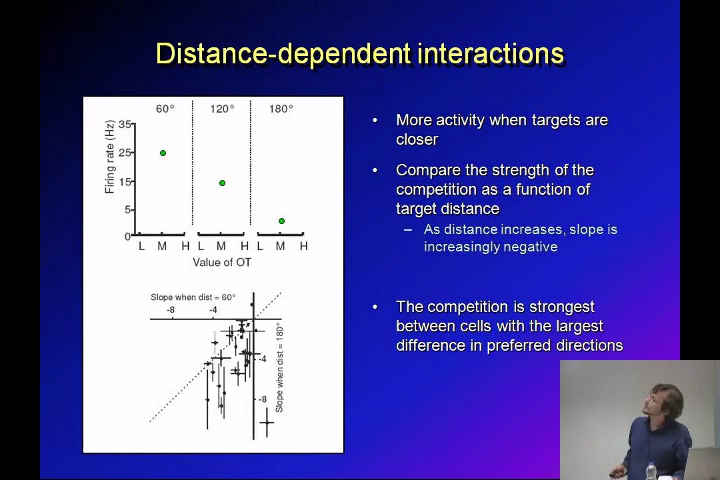 Distance-dependent interactions
60° 120° 180°
Firing rate (Hz)
35
25
15
5
0
L M H L M H L M H
Value of OT
Slope when dist = 60°
-8 -4
-4
-8
Slope when dist = 180°
• More activity when targets are
closer
• Compare the strength of the
competition as a function of
target distance
– As distance increases, slope is
increasingly negative
• The competition is strongest
between cells with the largest
difference in preferred directions